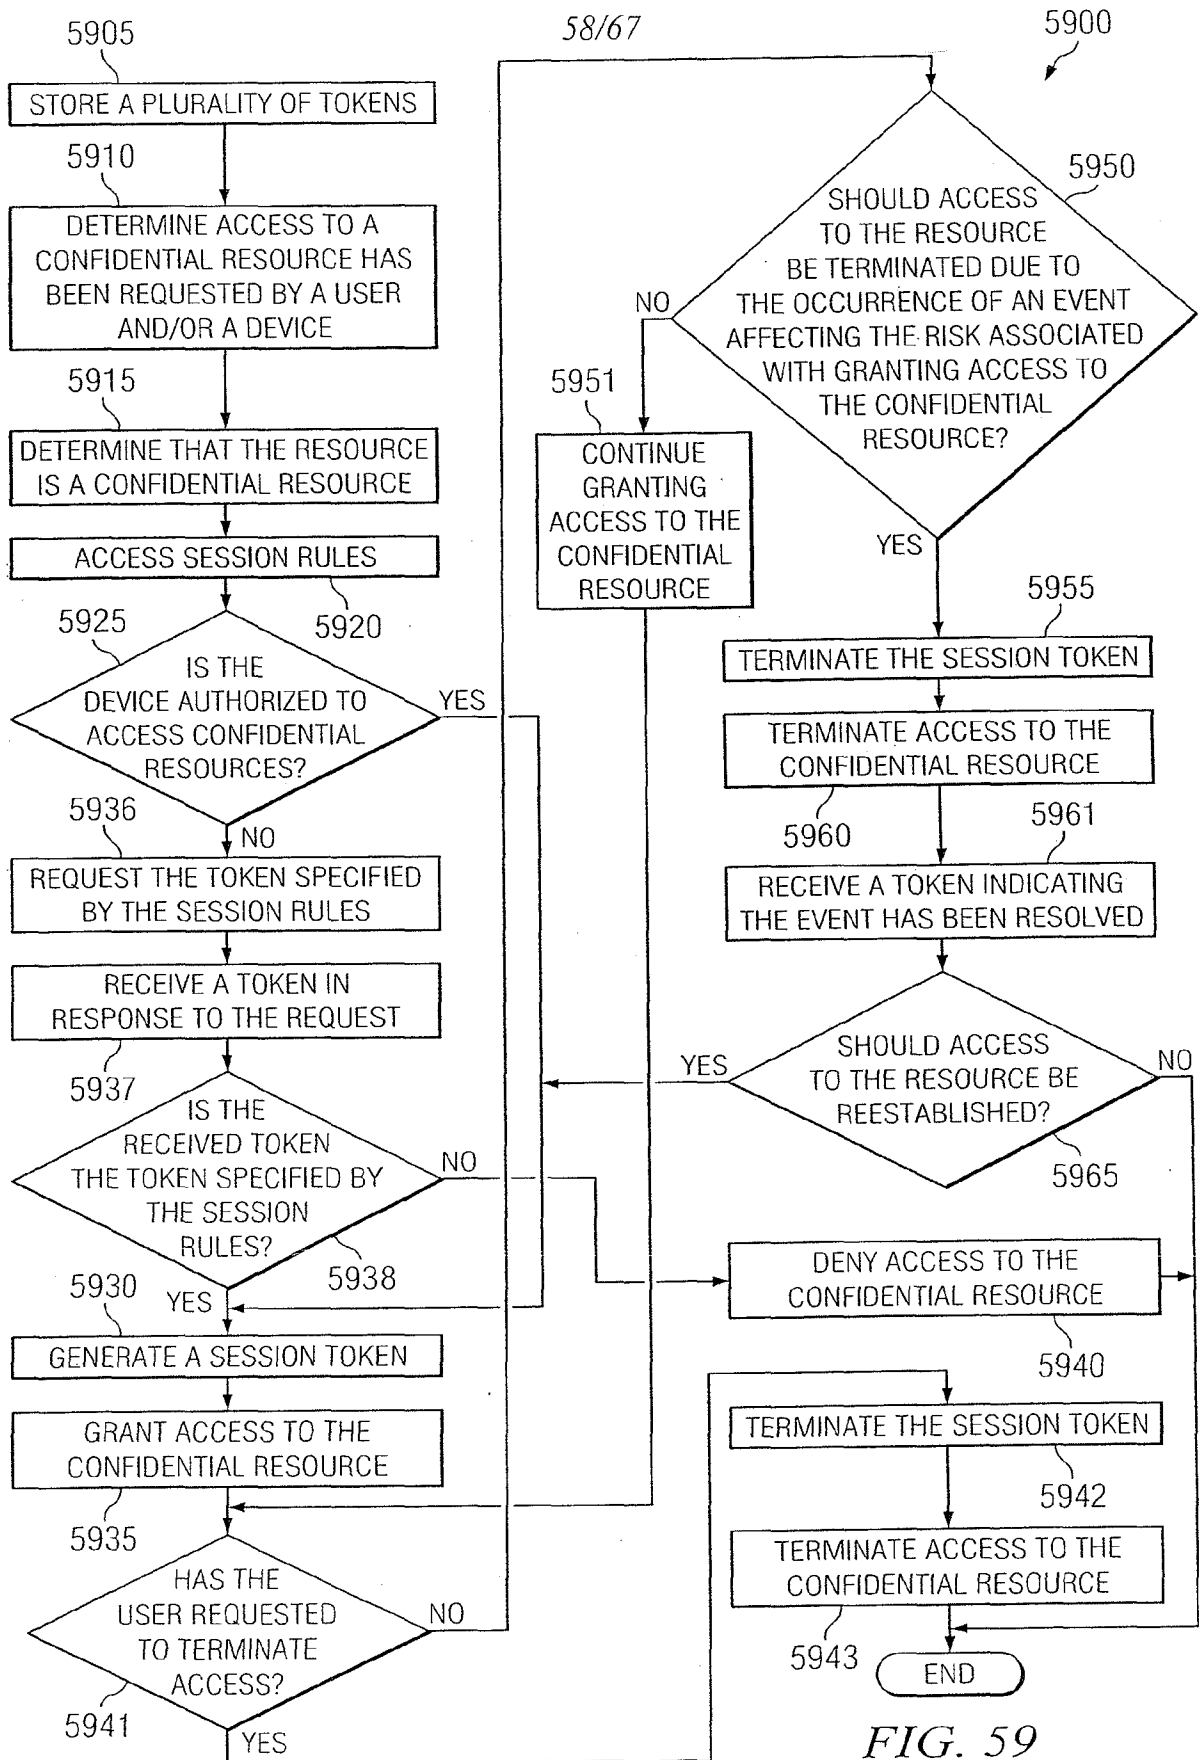 58/67
5900
5905
STORE A PLURALITY OF TOKENS
5910
DETERMINE ACCESS TO A
CONFIDENTIAL RESOURCE HAS
BEEN REQUESTED BY A USER
AND/OR A DEVICE
5915
DETERMINE THAT THE RESOURCE
IS A CONFIDENTIAL RESOURCE
ACCESS SESSION RULES
5920
5925
IS THE
DEVICE AUTHORIZED TO
ACCESS CONFIDENTIAL
RESOURCES?
YES
NO
5936
REQUEST THE TOKEN SPECIFIED
BY THE SESSION RULES
RECEIVE A TOKEN IN
RESPONSE TO THE REQUEST
5937
IS THE
RECEIVED TOKEN
THE TOKEN SPECIFIED BY
THE SESSION
RULES?
NO
5938
YES
5930
GENERATE A SESSION TOKEN
GRANT ACCESS TO THE
CONFIDENTIAL RESOURCE
5935
HAS THE
USER REQUESTED
TO TERMINATE
ACCESS?
NO
5941
YES
5950
SHOULD ACCESS
TO THE RESOURCE
BE TERMINATED DUE TO
THE OCCURRENCE OF AN EVENT
AFFECTING THE RISK ASSOCIATED
WITH GRANTING ACCESS TO
THE CONFIDENTIAL
RESOURCE?
NO
5951
CONTINUE
GRANTING
ACCESS TO THE
CONFIDENTIAL
RESOURCE
YES
5955
TERMINATE THE SESSION TOKEN
TERMINATE ACCESS TO THE
CONFIDENTIAL RESOURCE
5960
5961
RECEIVE A TOKEN INDICATING
THE EVENT HAS BEEN RESOLVED
SHOULD ACCESS
TO THE RESOURCE BE
REESTABLISHED?
YES
NO
5965
DENY ACCESS TO THE
CONFIDENTIAL RESOURCE
5940
TERMINATE THE SESSION TOKEN
5942
TERMINATE ACCESS TO THE
CONFIDENTIAL RESOURCE
5943
END
FIG. 59